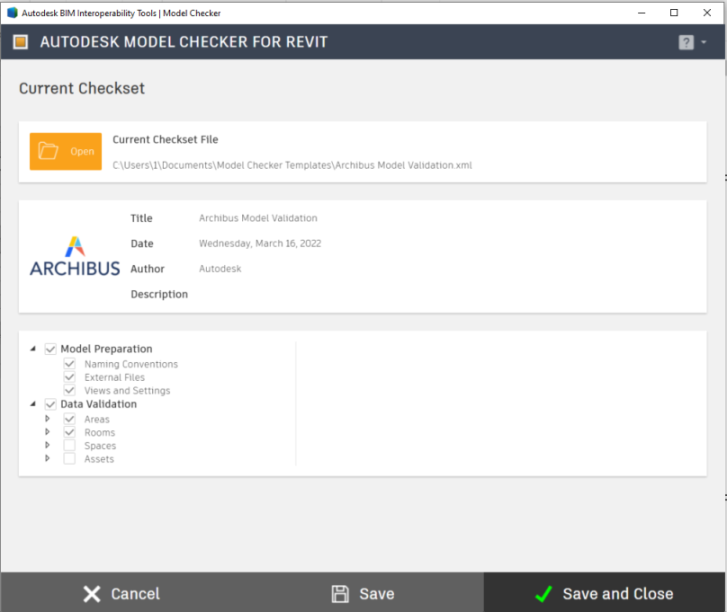 Autodesk BIM Interoperability Tools | Model Checker
AUTODESK MODEL CHECKER FOR REVIT
?
Current Checkset
Open
Current Checkset File
C:\Users\1\Documents\Model Checker Templates\Archibus Model Validation.xml
ARCHIBUS
Title Archibus Model Validation
Date Wednesday, March 16, 2022
Author Autodesk
Description
Model Preparation
Naming Conventions
External Files
Views and Settings
Data Validation
Areas
Rooms
Spaces
Assets
Cancel Save Save and Close